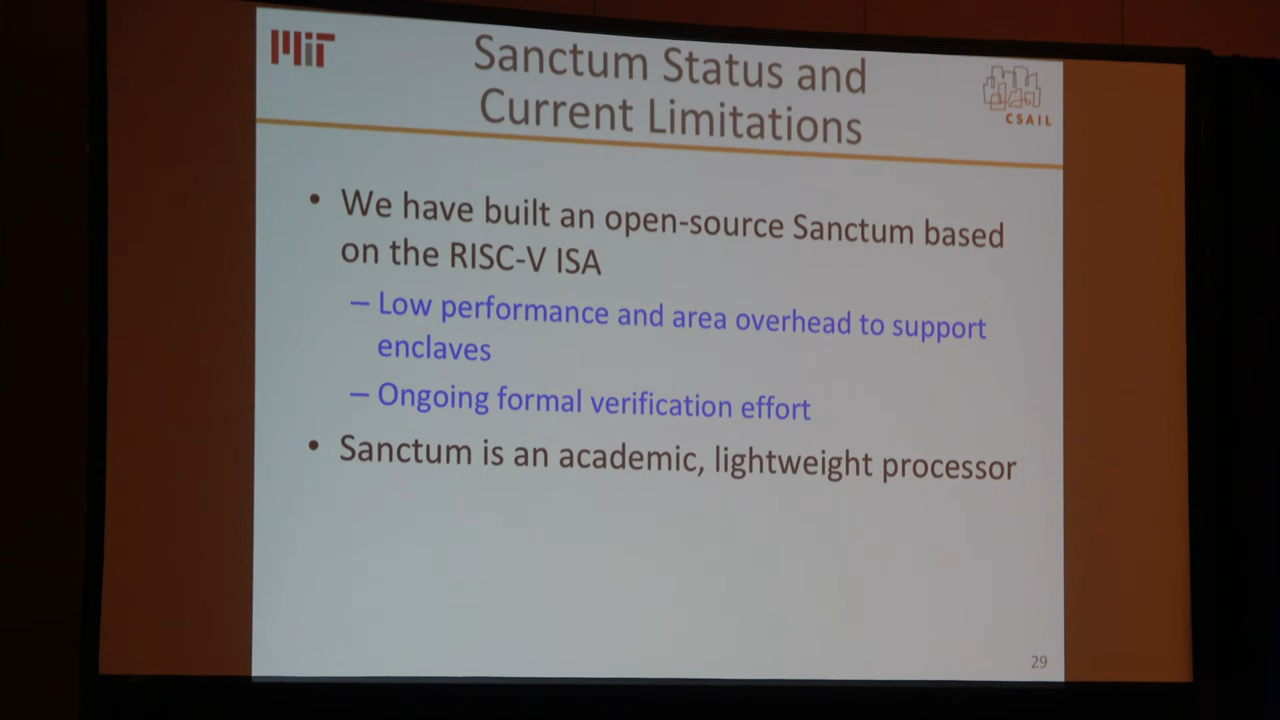 MIT
Sanctum Status and
Current Limitations
CSAIL
• We have built an open-source Sanctum based
on the RISC-V ISA
– Low performance and area overhead to support
enclaves
– Ongoing formal verification effort
• Sanctum is an academic, lightweight processor
29